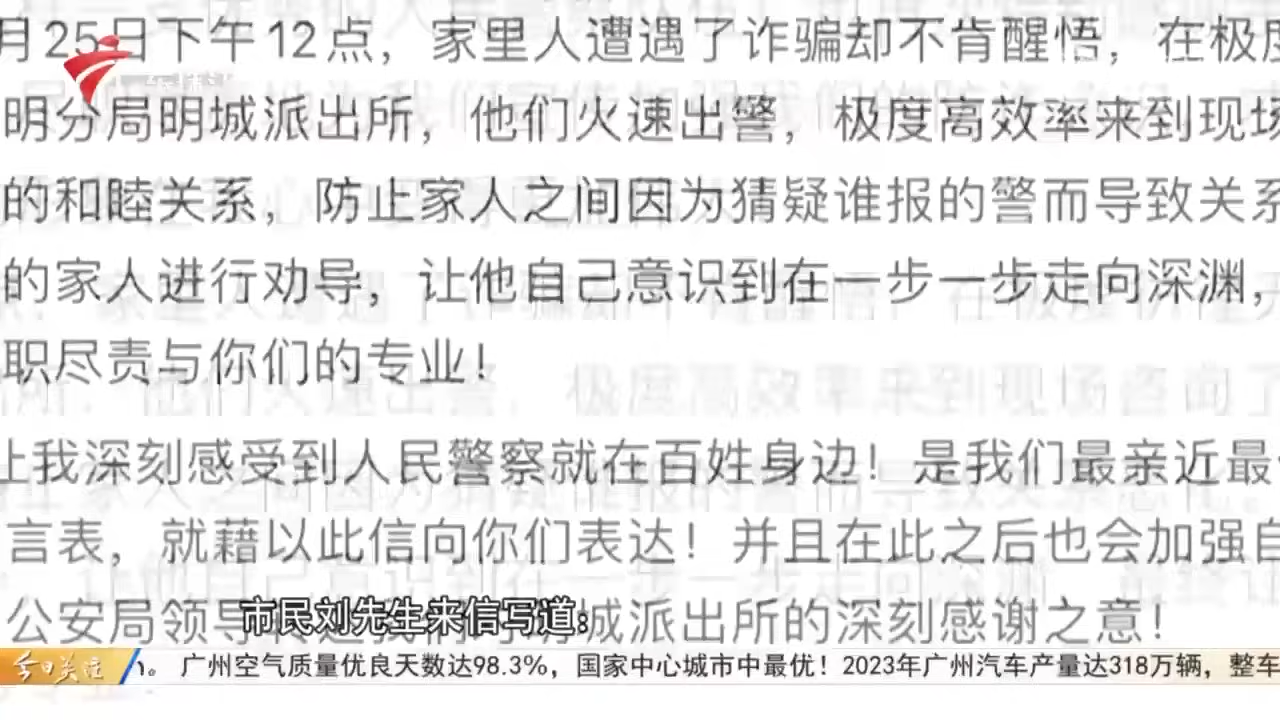 月25日下午12点，家里人遭遇了诈骗却不肯醒悟，在极度
明分局明城派出所，他们火速出警，极度高效率来到现场
的和睦关系，防止家人之间因为猜疑谁报的警而导致关系
的家人进行劝导，让他自己意识到在一步一步走向深渊，
职尽责与你们的专业！
让我深刻感受到人民警察就在百姓身边！是我们最亲近最
言表，就藉以此信向你们表达！并且在此之后也会加强自
公安局领导
城派出所的深刻感谢之意！
市民刘先生来信写道：
今日关注
。广州空气质量优良天数达98.3%，国家中心城市中最优！2023年广州汽车产量达318万辆，整车